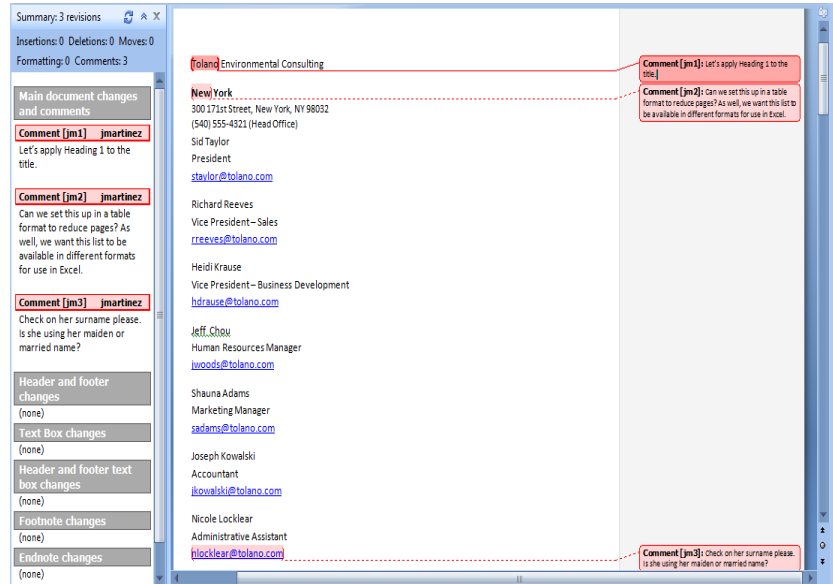 Summary: 3 revisions
Insertions: 0 Deletions: 0 Moves: 0
Formatting: 0 Comments: 3
Main document changes
and comments
Comment [jm1] jmartinez
Let's apply Heading 1 to the
title.
Comment [jm2] jmartinez
Can we set this up in a table
format to reduce pages? As
well, we want this list to be
available in different formats
for use in Excel.
Comment [jm3] jmartinez
Check on her surname please.
Is she using her maiden or
married name?
Header and footer
changes
(none)
Text Box changes
(none)
Header and footer text
box changes
(none)
Footnote changes
(none)
Endnote changes
(none)
Toland Environmental Consulting
New York
300 171st Street, New York, NY 98032
(540) 555-4321 (Head Office)
Sid Taylor
President
staylor@tolano.com
Richard Reeves
Vice President – Sales
rreeves@tolano.com
Heidi Krause
Vice President – Business Development
hdrause@tolano.com
Jeff Chou
Human Resources Manager
jwoods@tolano.com
Shauna Adams
Marketing Manager
sadams@tolano.com
Joseph Kowalski
Accountant
jkowalski@tolano.com
Nicole Locklear
Administrative Assistant
nlocklear@tolano.com
Comment [jm1]: Let's apply Heading 1 to the
title.
Comment [jm2]: Can we set this up in a table
format to reduce pages? As well, we want this list to
be available in different formats for use in Excel.
Comment [jm3]: Check on her surname please.
Is she using her maiden or married name?